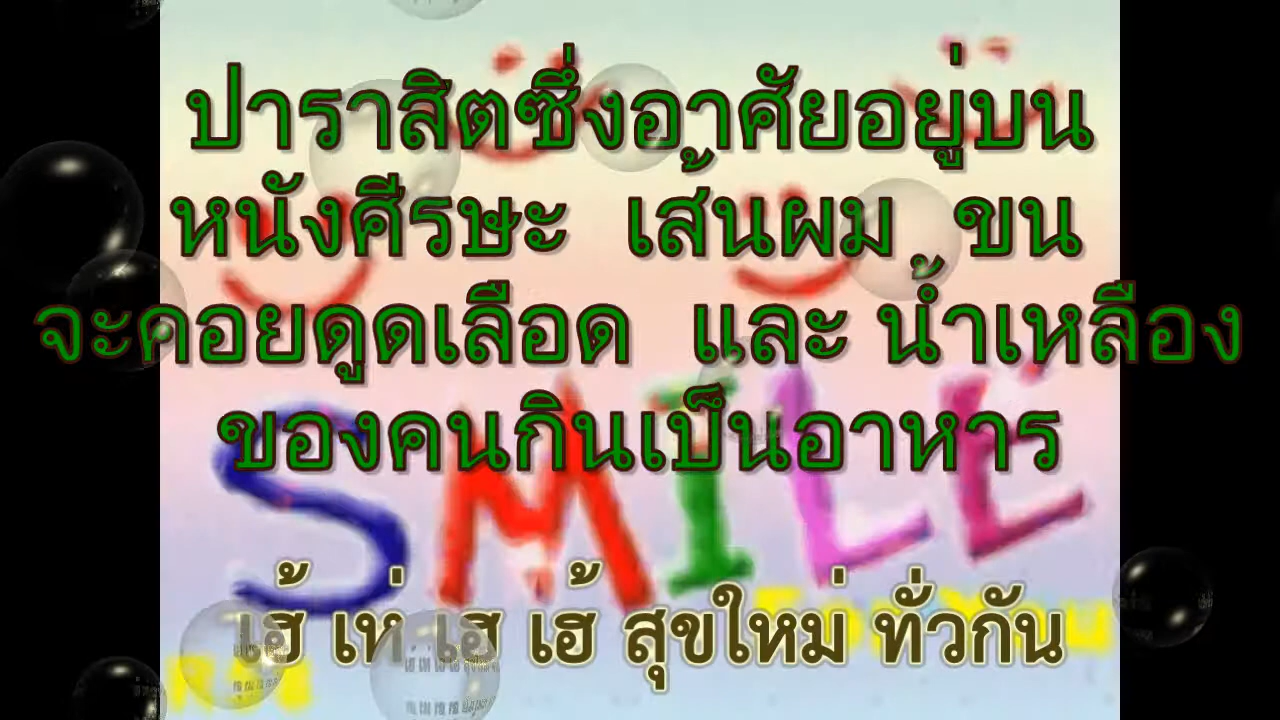 ปาราสิตซึ่งอาศัยอยู่บน
หนังศีรษะ เส้นผม ขน
จะคอยดูดเลือด และ น้ำเหลือง
ของคนกินเป็นอาหาร
SMILE
เฮ้ เห่ เฮ เฮ้ สุขใหม่ ทั่วกัน